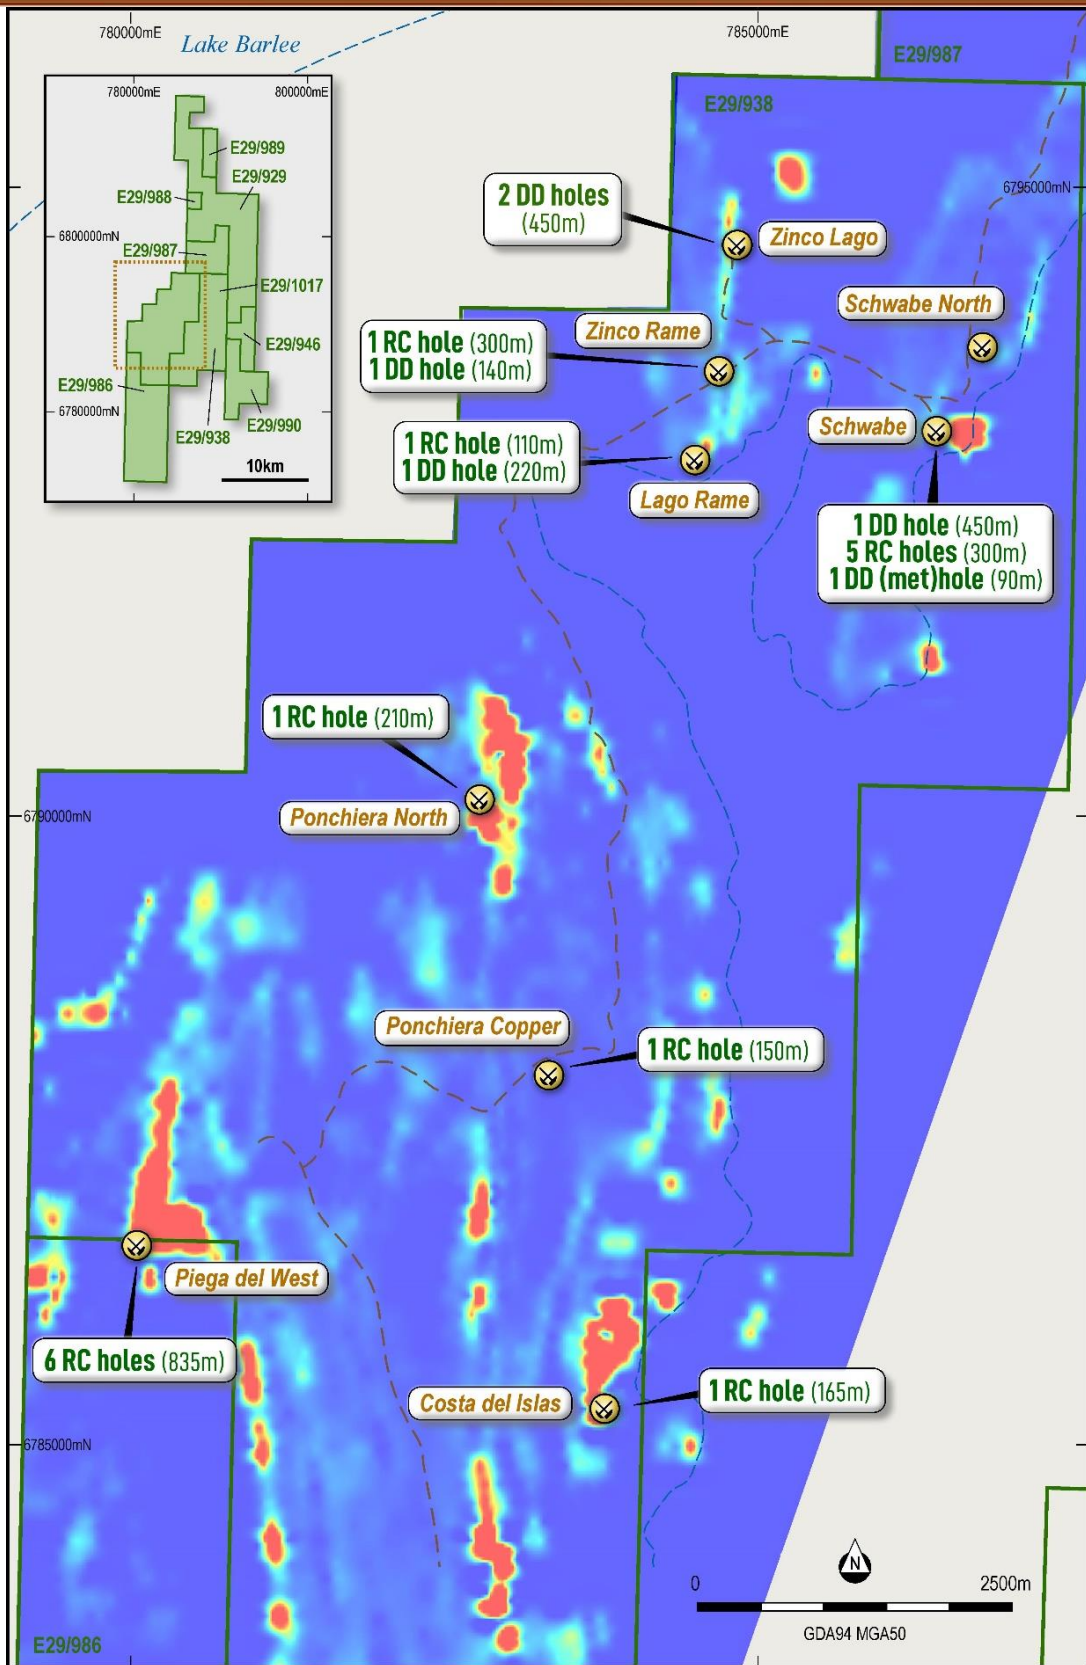 780000mE
785000mE
Lake Barlee
E29/987
E29/938
780000mE
800000mE
E29/989
E29/929
E29/988
6800000mN
E29/987
E29/1017
E29/946
E29/986
6780000mN
E29/938
E29/990
10km
6795000mN
2 DD holes
(450m)
Zinco Lago
Schwabe North
Zinco Rame
1 RC hole (300m)
1 DD hole (140m)
Schwabe
1 RC hole (110m)
1 DD hole (220m)
Lago Rame
1 DD hole (450m)
5 RC holes (300m)
1 DD (met)hole (90m)
1 RC hole (210m)
Ponchiera North
6790000mN
Ponchiera Copper
1 RC hole (150m)
Piega del West
6 RC holes (835m)
Costa del Islas
1 RC hole (165m)
6785000mN
N
0
2500m
GDA94 MGA50
E29/986